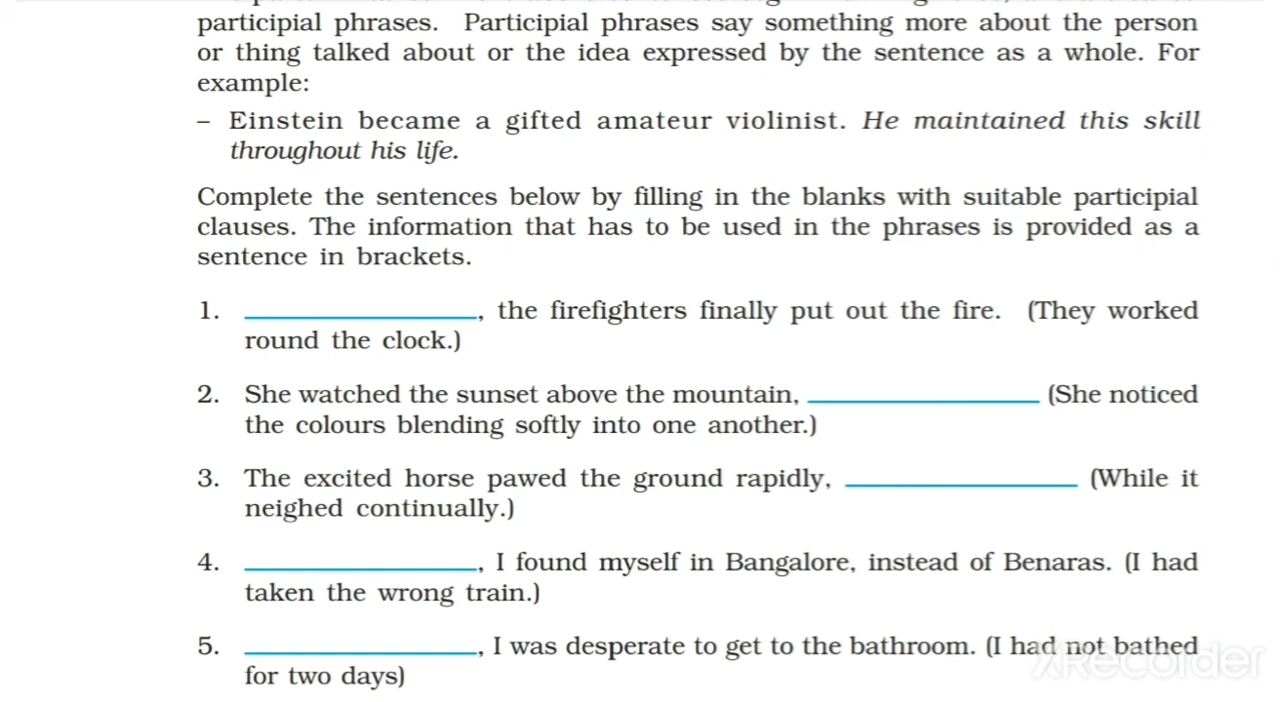 participial phrases. Participial phrases say something more about the person
or thing talked about or the idea expressed by the sentence as a whole. For
example:
– Einstein became a gifted amateur violinist. He maintained this skill
throughout his life.
Complete the sentences below by filling in the blanks with suitable participial
clauses. The information that has to be used in the phrases is provided as a
sentence in brackets.
1. ____________________, the firefighters finally put out the fire. (They worked
round the clock.)
2. She watched the sunset above the mountain, ____________________ (She noticed
the colours blending softly into one another.)
3. The excited horse pawed the ground rapidly, ____________________ (While it
neighed continually.)
4. ____________________, I found myself in Bangalore, instead of Benaras. (I had
taken the wrong train.)
5. ____________________, I was desperate to get to the bathroom. (I had not bathed
for two days)
XRecorder